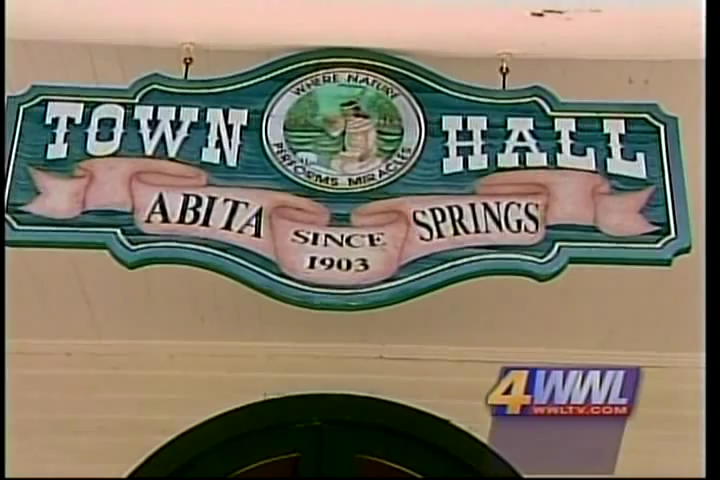 TOWN HALL
WHERE NATURE
PERFORMS MIRACLES
ABITA SPRINGS
SINCE
1903
4WWL
WWLTV.COM